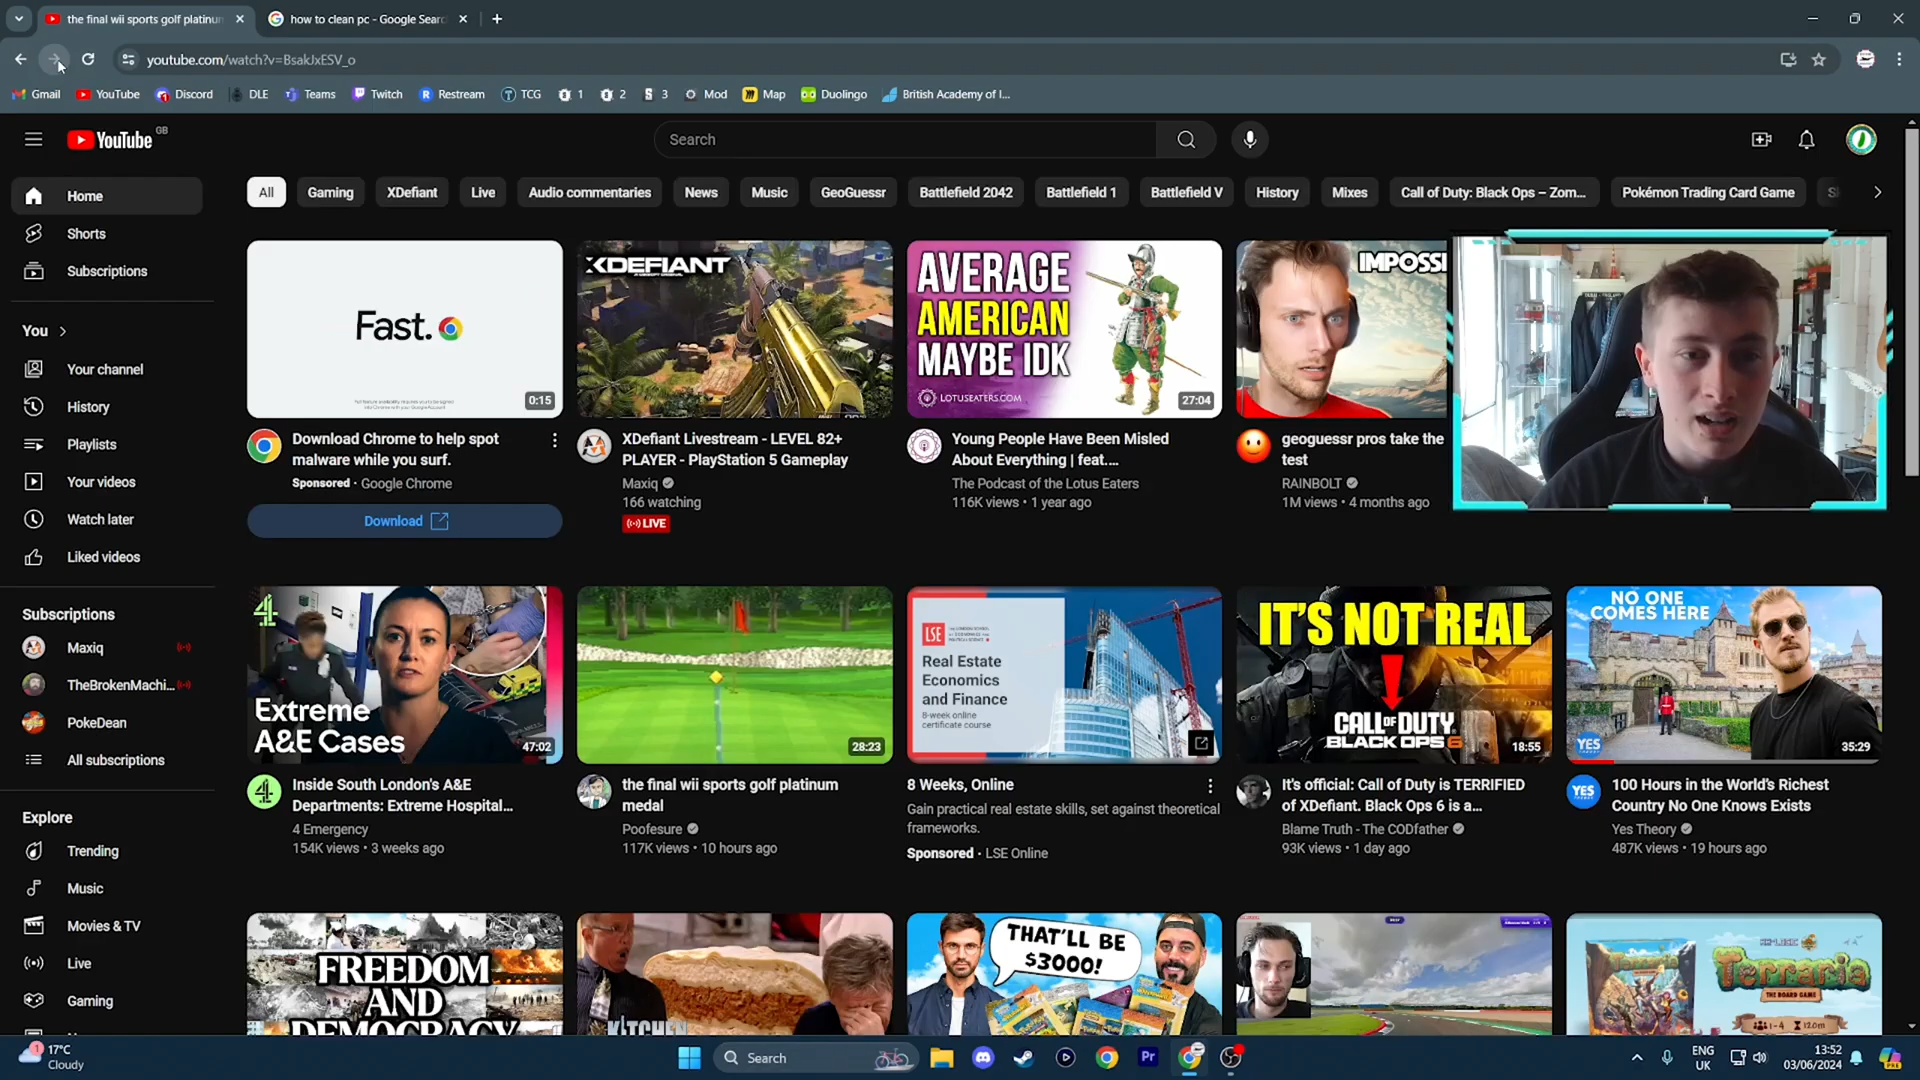 the final wii sports golf platinum
how to clean pc - Google Sear
youtube.com/watch?v=BsakJxESV_o
Gmail
YouTube
Discord
DLE
Teams
Twitch
Restream
TCG
1
2
3
Mod
Map
Duolingo
British Academy of I...
YouTube GB
Search
Home
Shorts
Subscriptions
You
Your channel
History
Playlists
Your videos
Watch later
Liked videos
Subscriptions
Maxiq
TheBrokenMachi...
PokeDean
All subscriptions
Explore
Trending
Music
Movies & TV
Live
Gaming
All
Gaming
XDefiant
Live
Audio commentaries
News
Music
GeoGuessr
Battlefield 2042
Battlefield 1
Battlefield V
History
Mixes
Call of Duty: Black Ops – Zom...
Pokémon Trading Card Game
Fast.
0:15
Download Chrome to help spot
malware while you surf.
Sponsored · Google Chrome
Download
XDEFIANT
XDefiant Livestream - LEVEL 82+
PLAYER - PlayStation 5 Gameplay
Maxiq
166 watching
LIVE
AVERAGE
AMERICAN
MAYBE IDK
LOTUSEATERS.COM
27:04
Young People Have Been Misled
About Everything | feat....
The Podcast of the Lotus Eaters
116K views • 1 year ago
IMPOSSI
geoguessr pros take the
test
RAINBOLT
1M views • 4 months ago
4
Extreme
A&E Cases
47:02
Inside South London's A&E
Departments: Extreme Hospital...
4 Emergency
154K views • 3 weeks ago
28:23
the final wii sports golf platinum
medal
Poofesure
117K views • 10 hours ago
LSE
Real Estate
Economics
and Finance
8-week online
certificate course
8 Weeks, Online
Gain practical real estate skills, set against theoretical
frameworks.
Sponsored · LSE Online
IT'S NOT REAL
CALL OF DUTY
BLACK OPS 6
18:55
It's official: Call of Duty is TERRIFIED
of XDefiant. Black Ops 6 is a...
Blame Truth - The CODfather
93K views • 1 day ago
NO ONE
COMES HERE
YES
35:29
YES
100 Hours in the World's Richest
Country No One Knows Exists
Yes Theory
487K views • 19 hours ago
FREEDOM
AND
DEMOCRACY
KITCHEN
THAT'LL BE
$3000!
Terraria
THE BOARD GAME
1-4
120m
1
17°C
Cloudy
Search
Pr
ENG
UK
13:52
03/06/2024